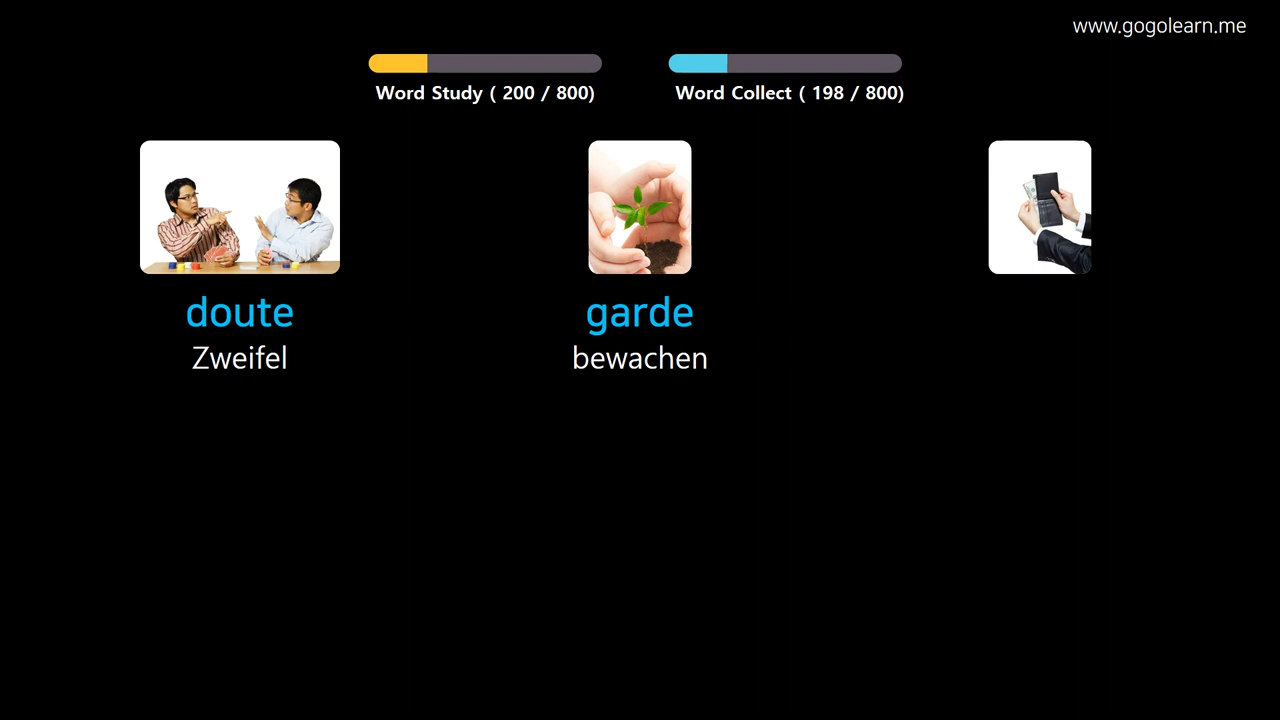 www.gogolearn.me
Word Study ( 200 / 800)
Word Collect ( 198 / 800)
doute
garde
Zweifel
bewachen